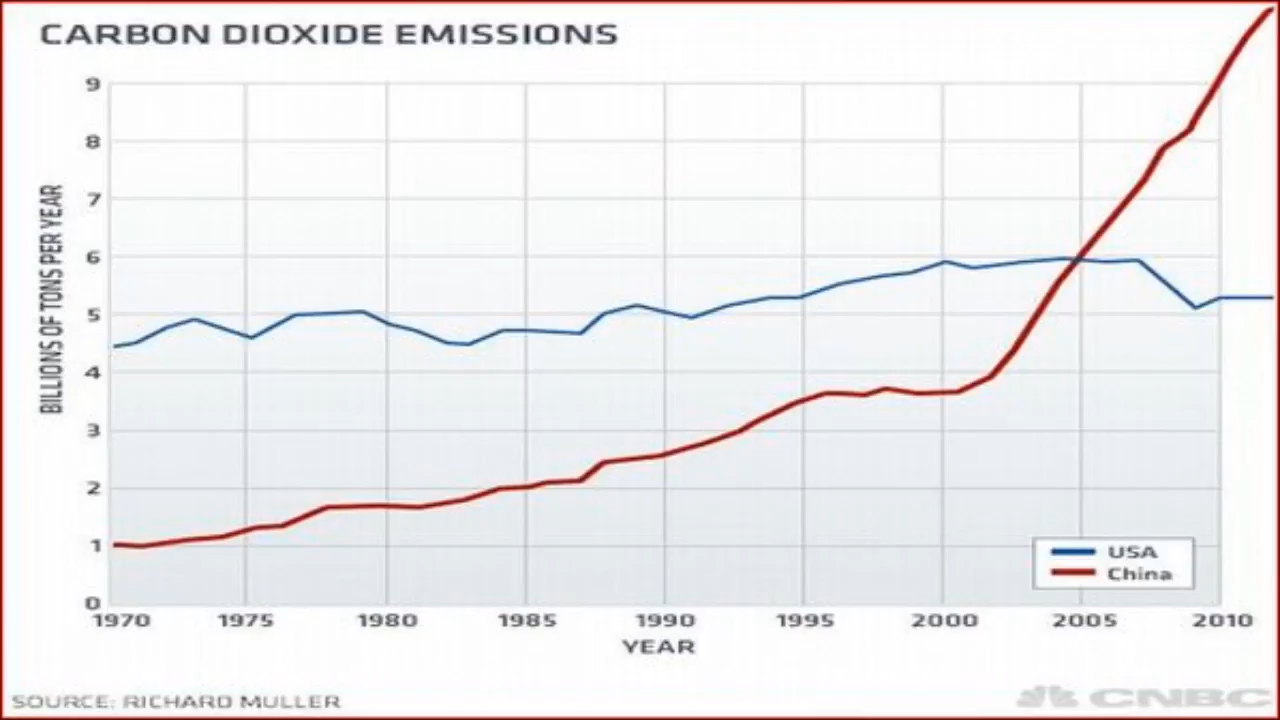 CARBON DIOXIDE EMISSIONS
BILLIONS OF TONS PER YEAR
9
8
7
6
5
4
3
2
1
0
1970 1975 1980 1985 1990 1995 2000 2005 2010
YEAR
USA
China
SOURCE: RICHARD MULLER
CNBC